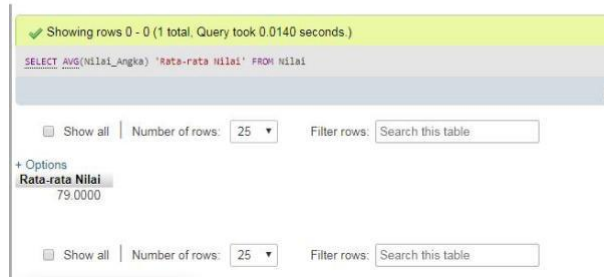 Showing rows 0 - 0 (1 total, Query took 0.0140 seconds.)
SELECT AVG(Nilai_Angka) 'Rata-rata Nilai' FROM Nilai
Show all | Number of rows: 25 Filter rows: Search this table
+ Options
Rata-rata Nilai
79.0000
Show all | Number of rows: 25 Filter rows: Search this table